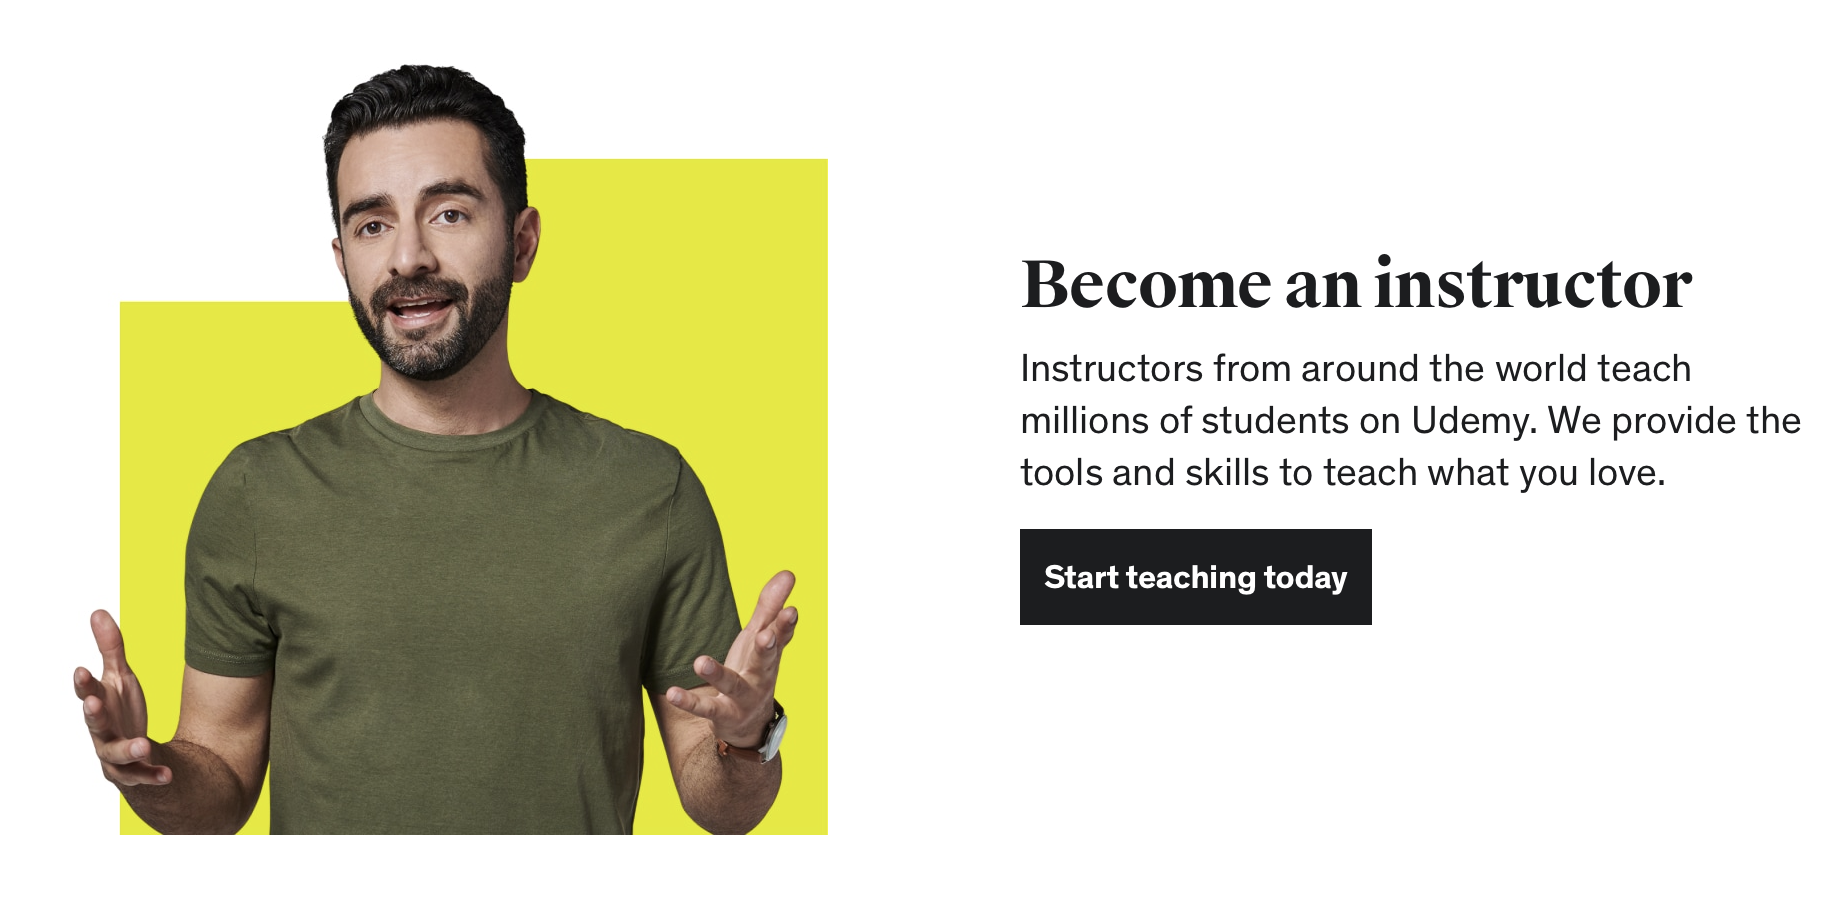 Become an instructor
Instructors from around the world teach
millions of students on Udemy. We provide the
tools and skills to teach what you love.
Start teaching today